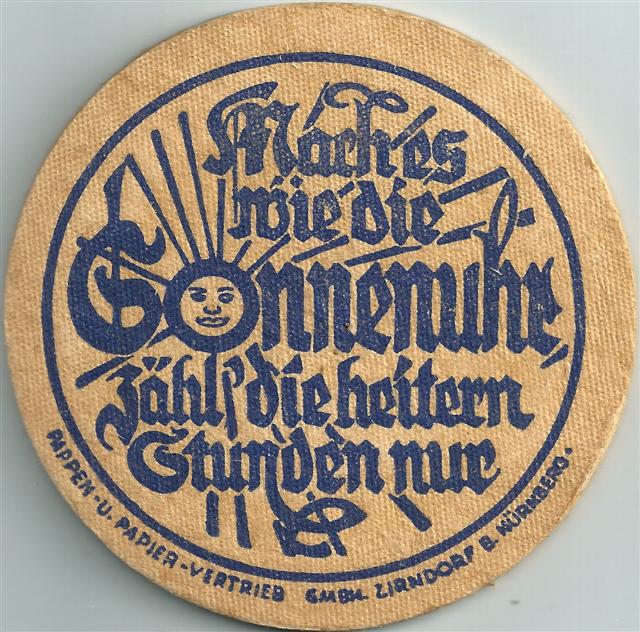 Mach es
wie die
Sonnenuhr,
Zähl' die heitern
Stunden nur
PAPPEN-U. PAPIER-VERTRIEB GMBH. ZIRNDORF B. NÜRNBERG.